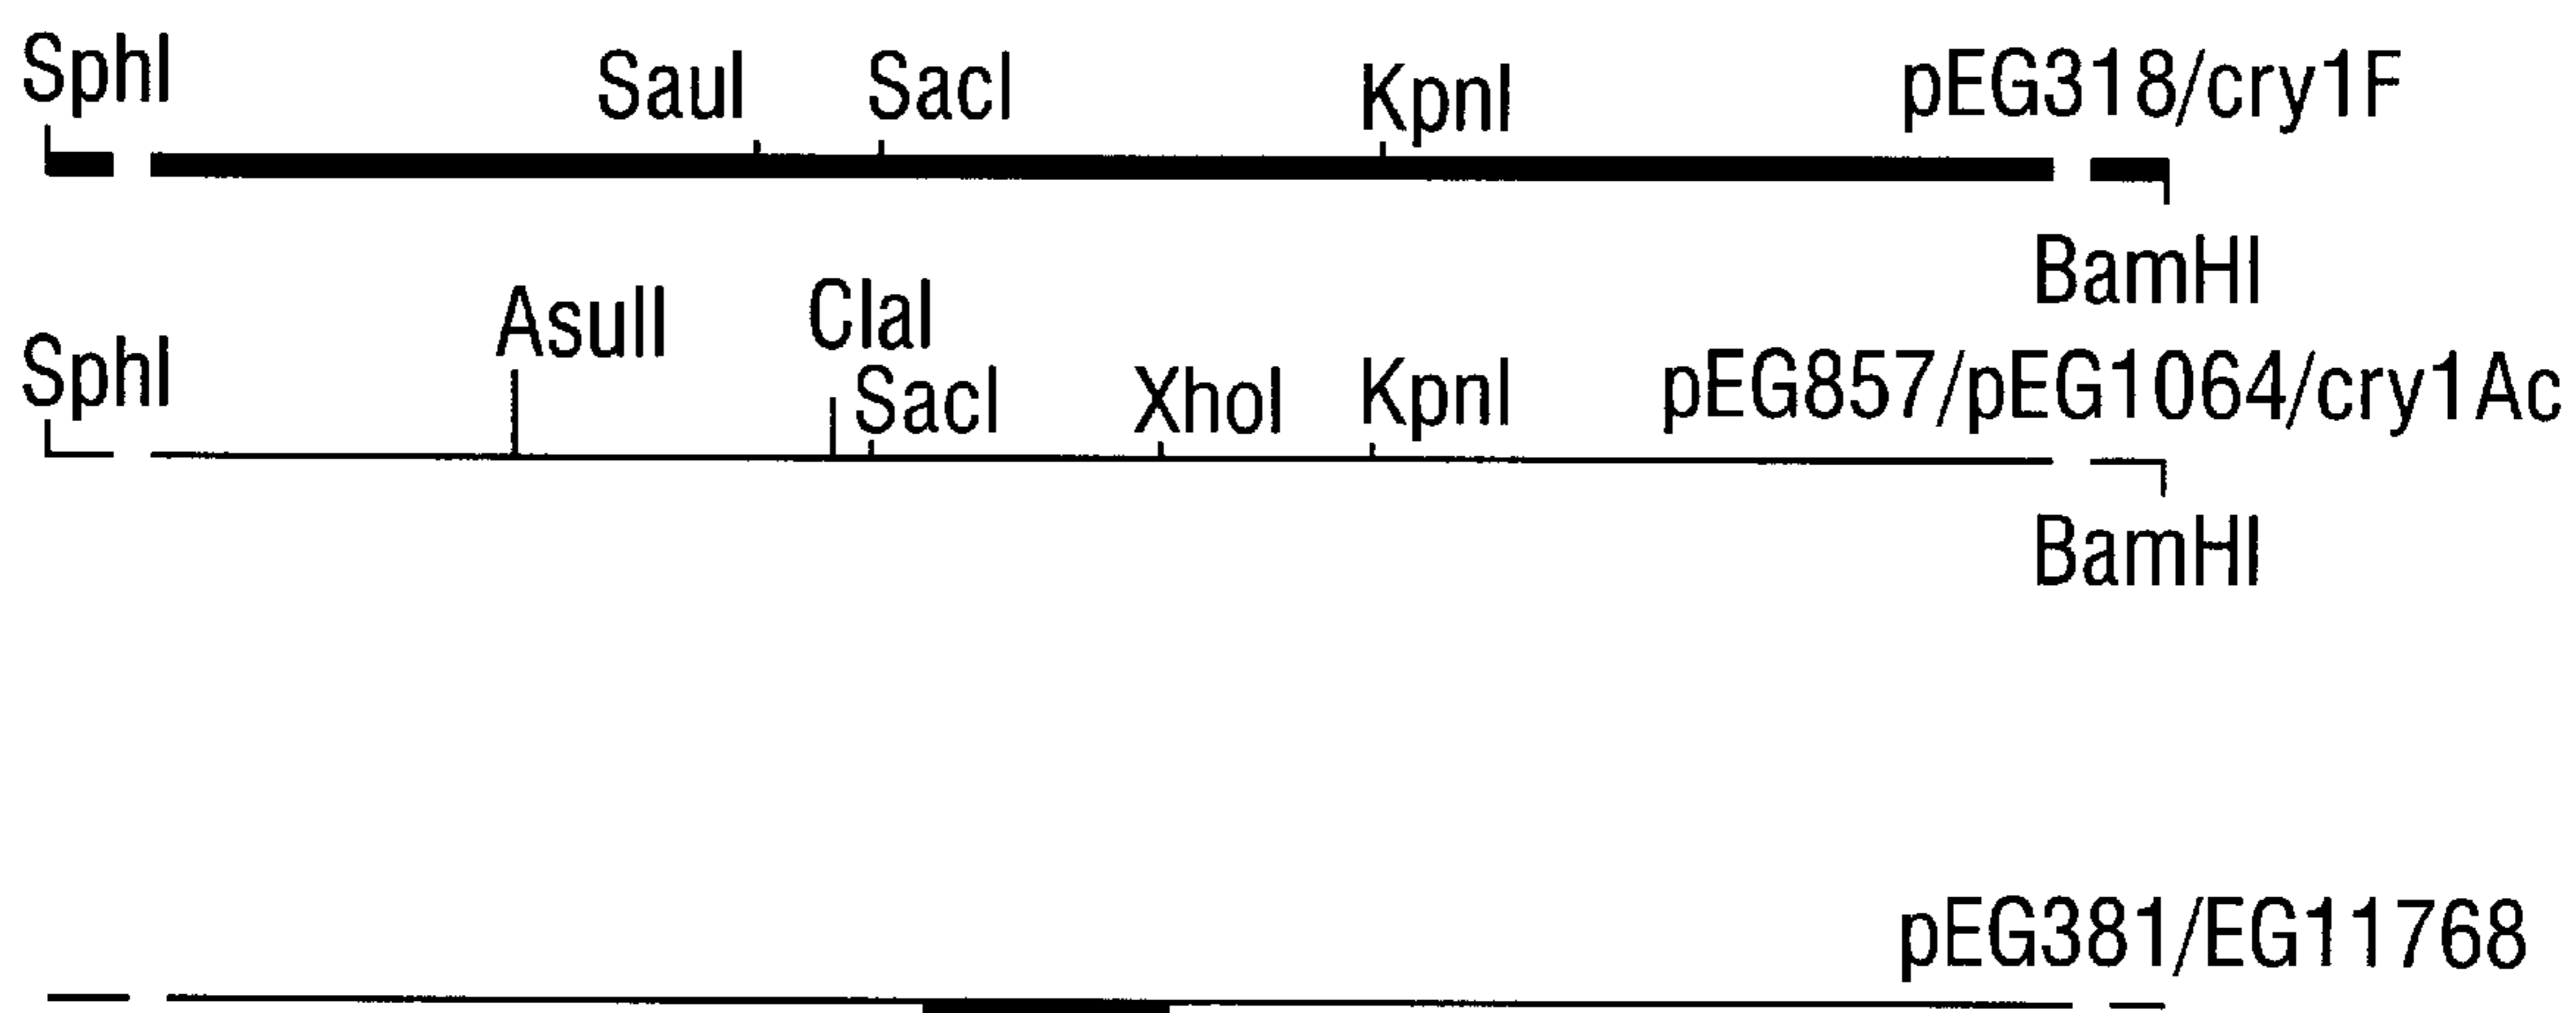 SphI SauI SacI KpnI pEG318/cry1F
BamHI
SphI AsuII ClaI SacI XhoI KpnI pEG857/pEG1064/cry1Ac
BamHI
pEG381/EG11768